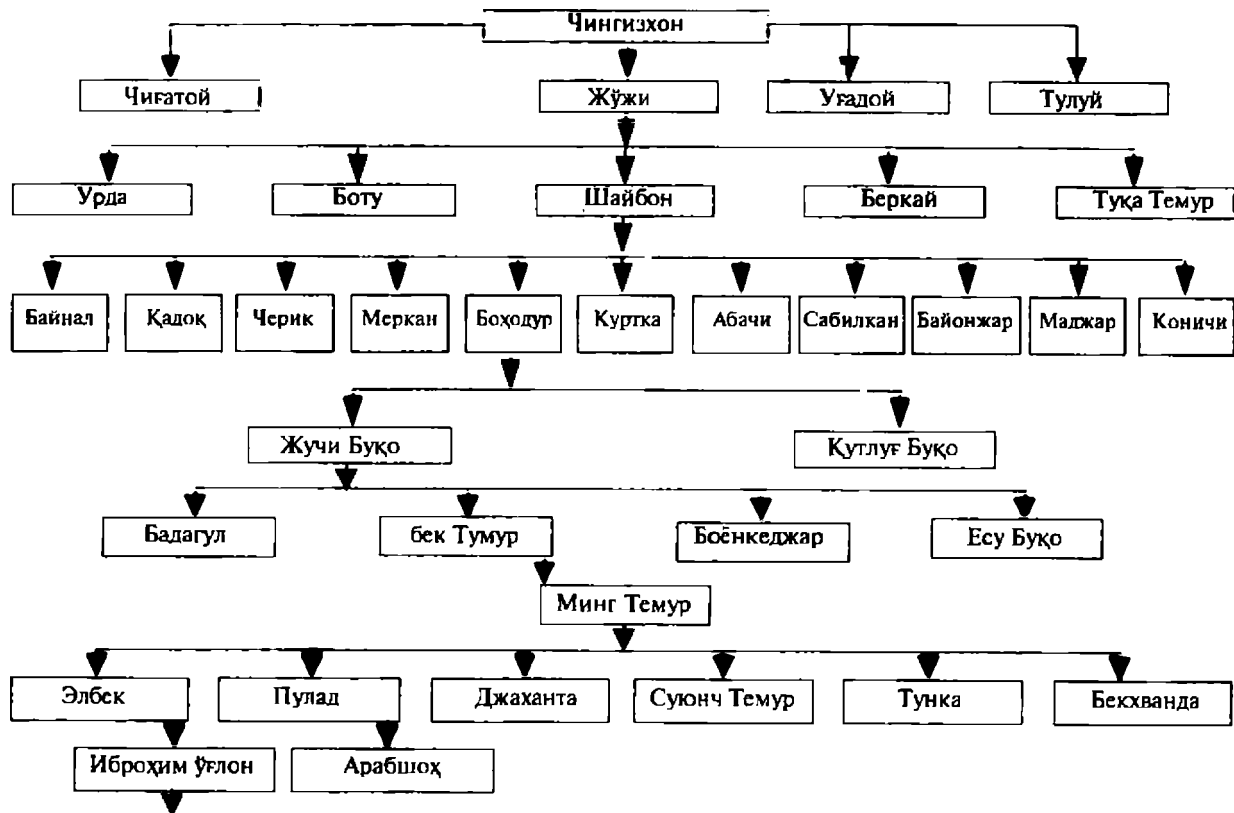 Чингизхон
Чиғатой
Жўжи
Уғадой
Тулуй
Урда
Боту
Шайбон
Беркай
Туқа Темур
Байнал
Қадоқ
Черик
Меркан
Боҳодур
Куртка
Абачи
Сабилкан
Байонжар
Маджар
Коничи
Жучи Буқо
Қутлуғ Буқо
Бадагул
бек Тумур
Боёнкеджар
Есу Буқо
Минг Темур
Элбек
Пулад
Джаханта
Суюнч Темур
Тунка
Бекхванда
Иброҳим ўғлон
Арабшоҳ